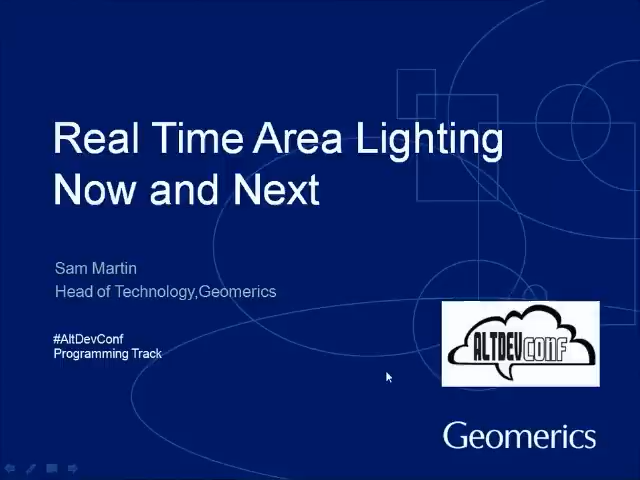 Real Time Area Lighting
Now and Next
Sam Martin
Head of Technology,Geomerics
#AltDevConf
Programming Track
ALTDEVCONF
Geomerics